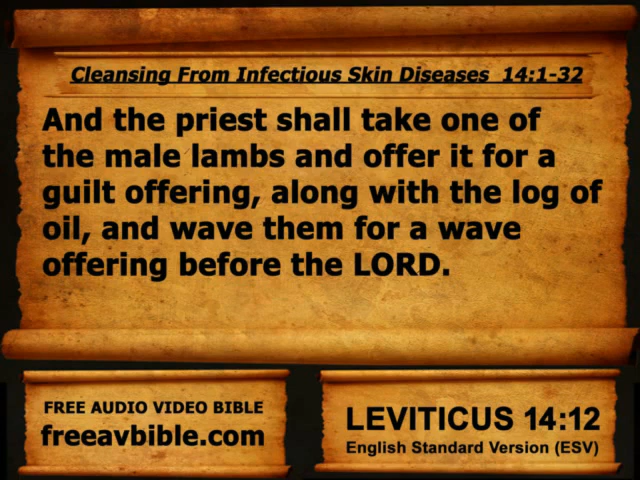 Cleansing From Infectious Skin Diseases 14:1-32
And the priest shall take one of
the male lambs and offer it for a
guilt offering, along with the log of
oil, and wave them for a wave
offering before the LORD.
FREE AUDIO VIDEO BIBLE
freeavbible.com
LEVITICUS 14:12
English Standard Version (ESV)